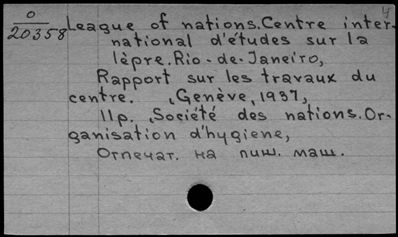 4
0
20358
League of nations. Centre inter-
national d'études sur la
lèpre. Rio-de-Janeiro,
Rapport sur les travaux du
centre. , Genève, 1937,
11p. , Société des nations. Or-
ganisation d'hygiene,
Отпечат. на пиш. маш.